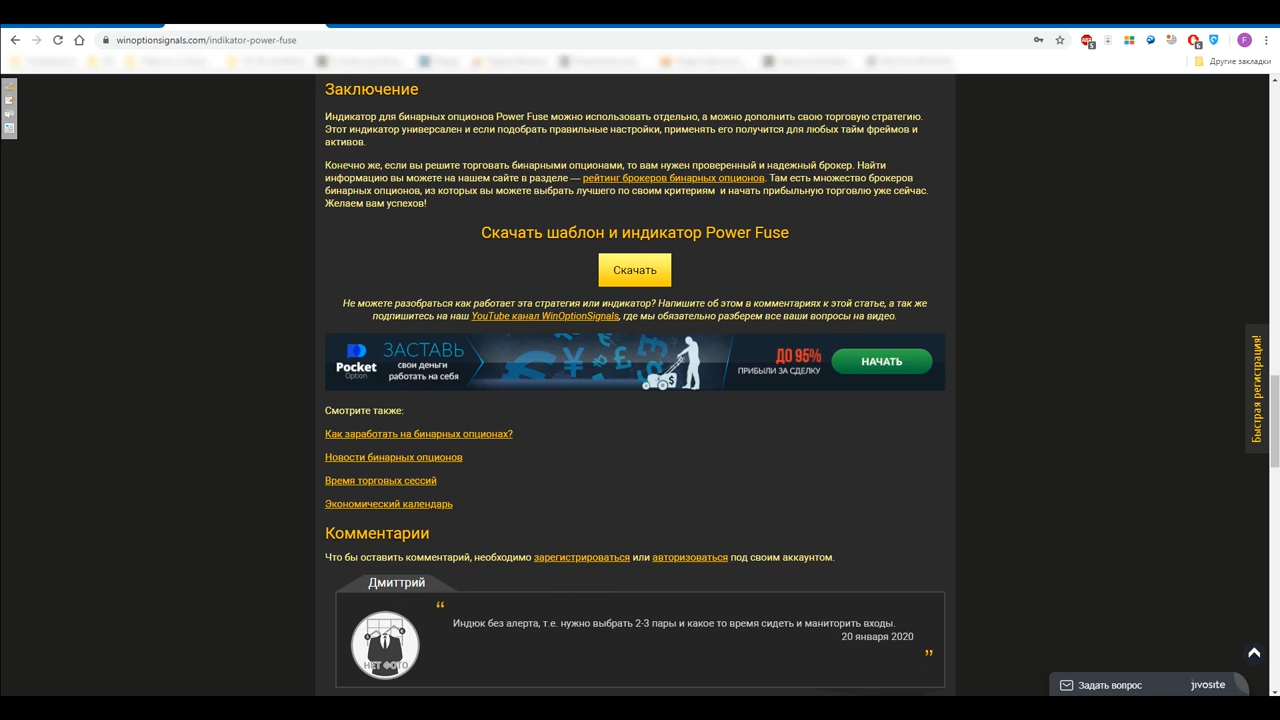 winoptionsignals.com/indikator-power-fuse
5
6
F
Другие закладки
Заключение
Индикатор для бинарных опционов Power Fuse можно использовать отдельно, а можно дополнить свою торговую стратегию.
Этот индикатор универсален и если подобрать правильные настройки, применять его получится для любых тайм фреймов и
активов.
Конечно же, если вы решите торговать бинарными опционами, то вам нужен проверенный и надежный брокер. Найти
информацию вы можете на нашем сайте в разделе — рейтинг брокеров бинарных опционов. Там есть множество брокеров
бинарных опционов, из которых вы можете выбрать лучшего по своим критериям и начать прибыльную торговлю уже сейчас.
Желаем вам успехов!
Скачать шаблон и индикатор Power Fuse
Скачать
Не можете разобраться как работает эта стратегия или индикатор? Напишите об этом в комментариях к этой статье, а так же
подпишитесь на наш YouTube канал WinOptionSignals, где мы обязательно разберем все ваши вопросы на видео.
Pocket
Option
ЗАСТАВЬ
свои деньги
работать на себя
ДО 95%
ПРИБЫЛИ ЗА СДЕЛКУ
НАЧАТЬ
Быстрая регистрация!
Смотрите также:
Как заработать на бинарных опционах?
Новости бинарных опционов
Время торговых сессий
Экономический календарь
Комментарии
Что бы оставить комментарий, необходимо зарегистрироваться или авторизоваться под своим аккаунтом.
Дмиттрий
“
Индюк без алерта, т.е. нужно выбрать 2-3 пары и какое то время сидеть и маниторить входы.
20 января 2020
”
НЕТ ФОТО
Задать вопрос
jivosite